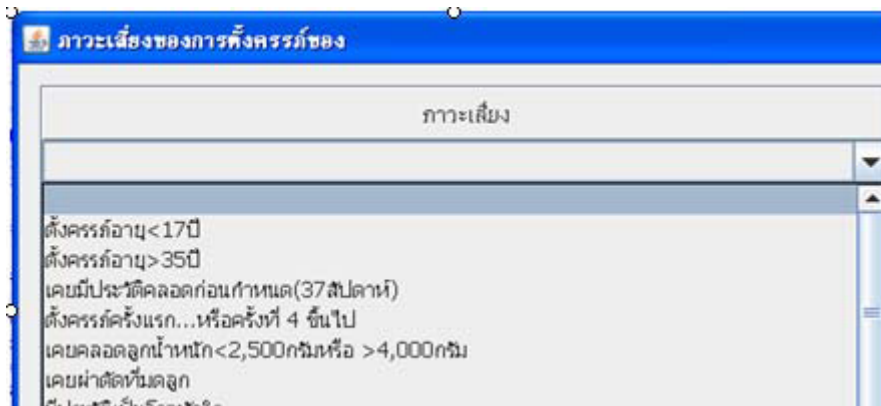 ภาวะเสี่ยงของการตั้งครรภ์ของ
ภาวะเสี่ยง
ตั้งครรภ์อายุ<17ปี
ตั้งครรภ์อายุ>35ปี
เคยมีประวัติคลอดก่อนกำหนด(37สัปดาห์)
ตั้งครรภ์ครั้งแรก...หรือครั้งที่ 4 ขึ้นไป
เคยคลอดลูกน้ำหนัก<2,500กรัมหรือ >4,000กรัม
เคยผ่าตัดที่มดลูก